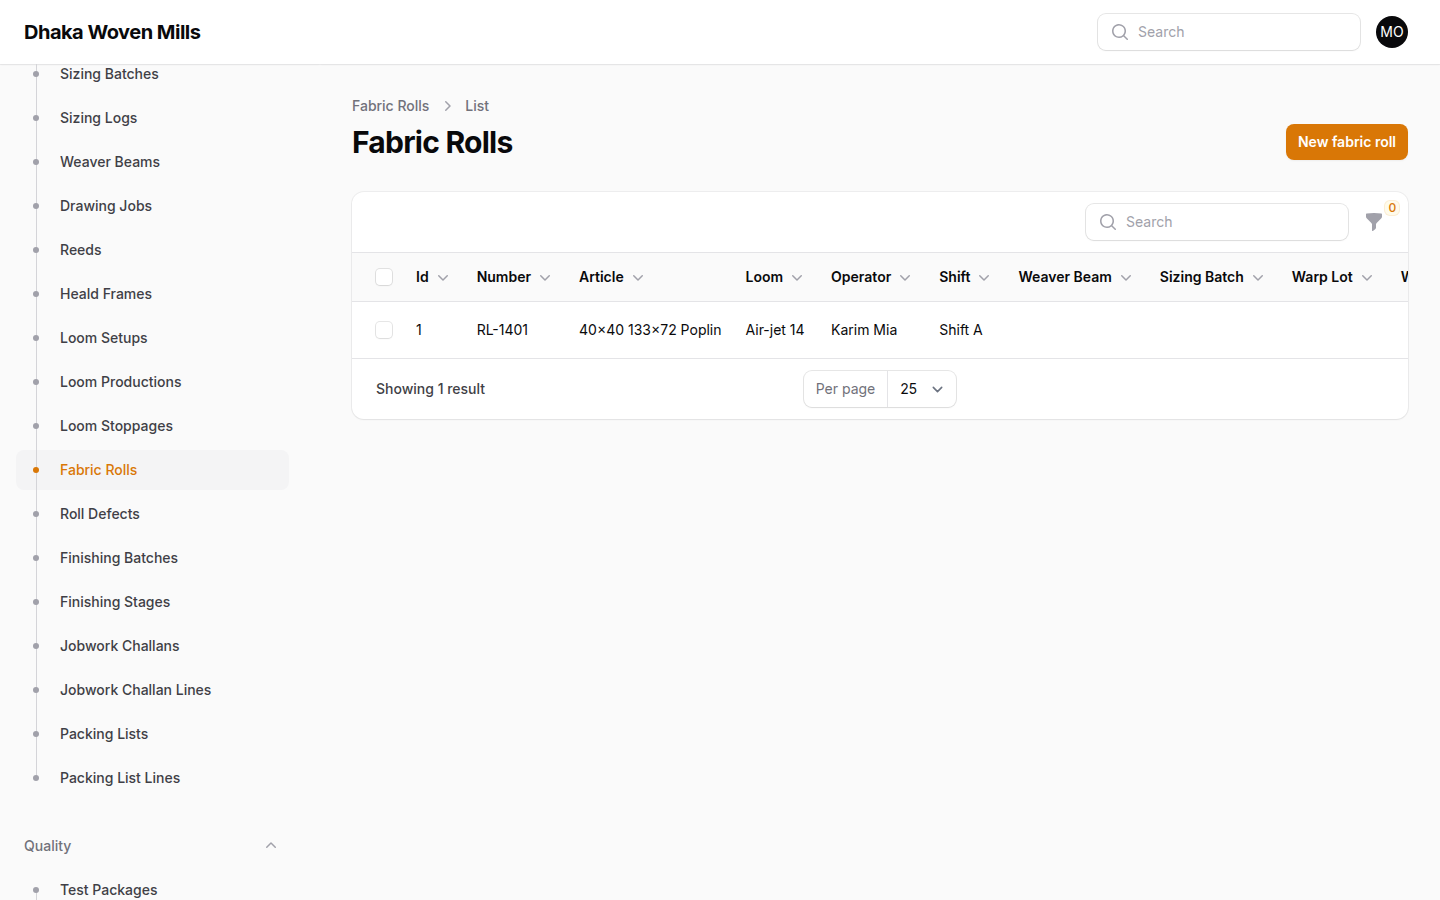 Dhaka Woven Mills
Search
MO
Sizing Batches
Sizing Logs
Weaver Beams
Drawing Jobs
Reeds
Heald Frames
Loom Setups
Loom Productions
Loom Stoppages
Fabric Rolls
Roll Defects
Finishing Batches
Finishing Stages
Jobwork Challans
Jobwork Challan Lines
Packing Lists
Packing List Lines
Quality
Test Packages
Fabric Rolls List
Fabric Rolls
New fabric roll
Search
0
Id Number Article Loom Operator Shift Weaver Beam Sizing Batch Warp Lot
1 RL-1401 40×40 133×72 Poplin Air-jet 14 Karim Mia Shift A
Showing 1 result
Per page 25